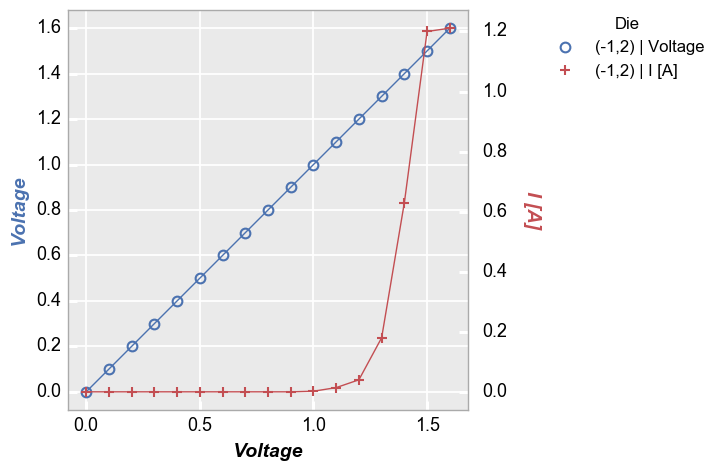 1.6
1.4
1.2
1.0
0.8
0.6
0.4
0.2
0.0
Voltage
0.0 0.5 1.0 1.5
Voltage
1.2
1.0
0.8
0.6
0.4
0.2
0.0
I [A]
Die
(-1,2) | Voltage
(-1,2) | I [A]